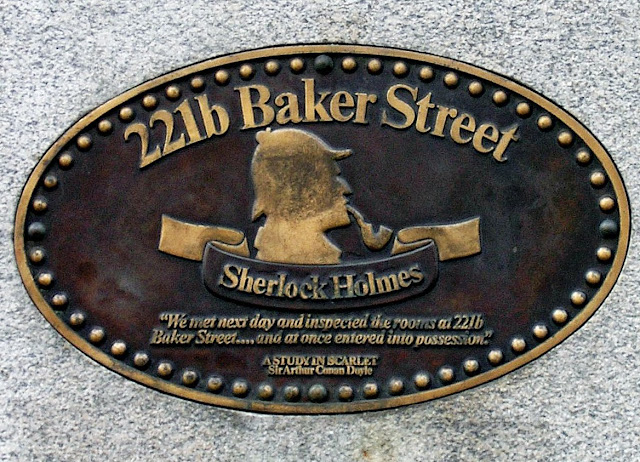 221b Baker Street
Sherlock Holmes
"We met next day and inspected the rooms at 221b
Baker Street.... and at once entered into possession."
A STUDY IN SCARLET
Sir Arthur Conan Doyle